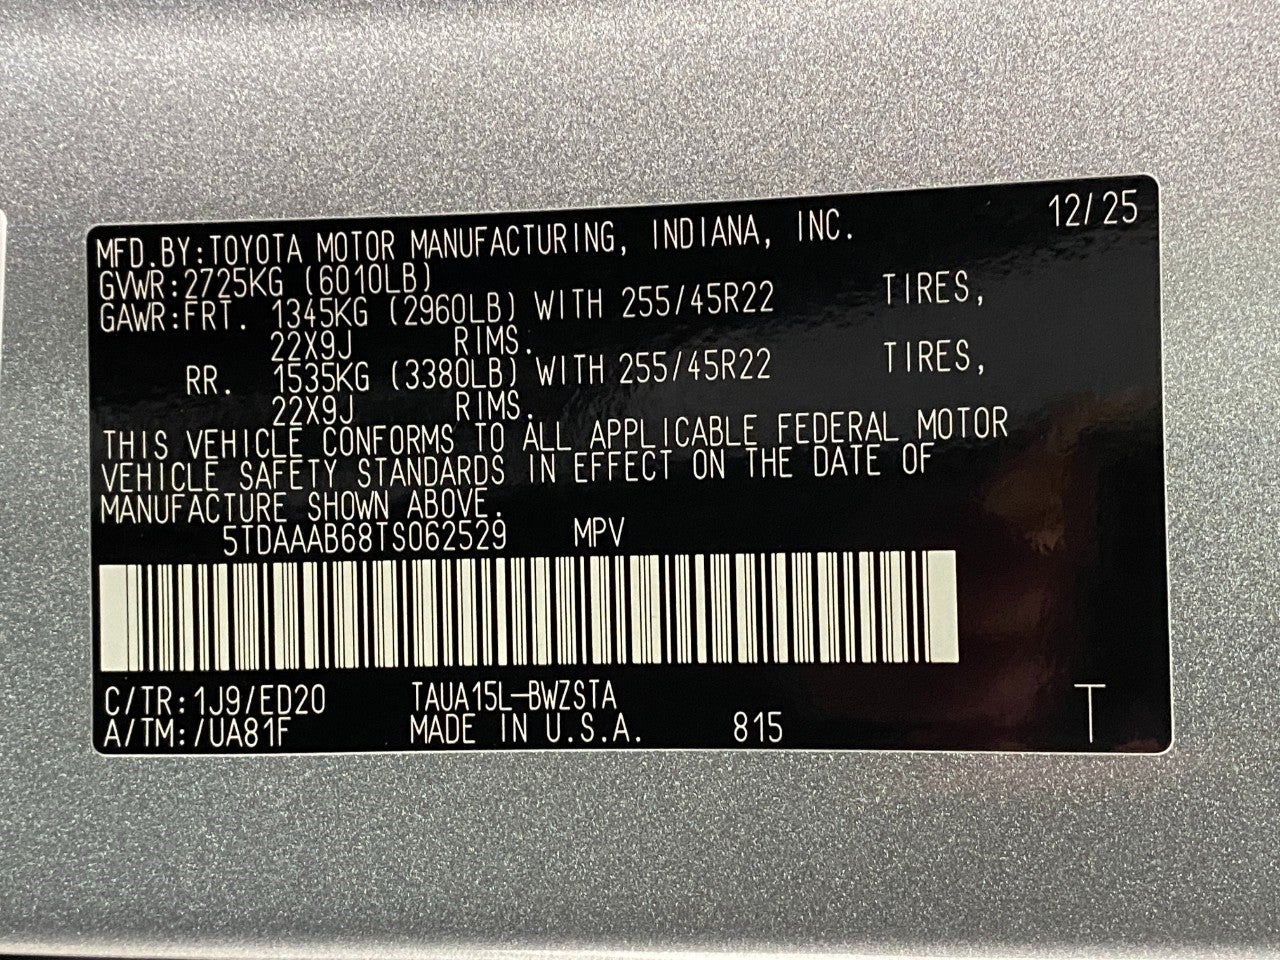 12/25
MFD.BY:TOYOTA MOTOR MANUFACTURING, INDIANA, INC.
GVWR:2725KG (6010LB)
GAWR:FRT. 1345KG (2960LB) WITH 255/45R22 TIRES,
22X9J RIMS.
RR. 1535KG (3380LB) WITH 255/45R22 TIRES,
22X9J RIMS.
THIS VEHICLE CONFORMS TO ALL APPLICABLE FEDERAL MOTOR
VEHICLE SAFETY STANDARDS IN EFFECT ON THE DATE OF
MANUFACTURE SHOWN ABOVE.
5TDAAAB68TS062529 MPV
C/TR:1J9/ED20 TAUA15L-BWZSTA
A/TM:/UA81F MADE IN U.S.A. 815 T